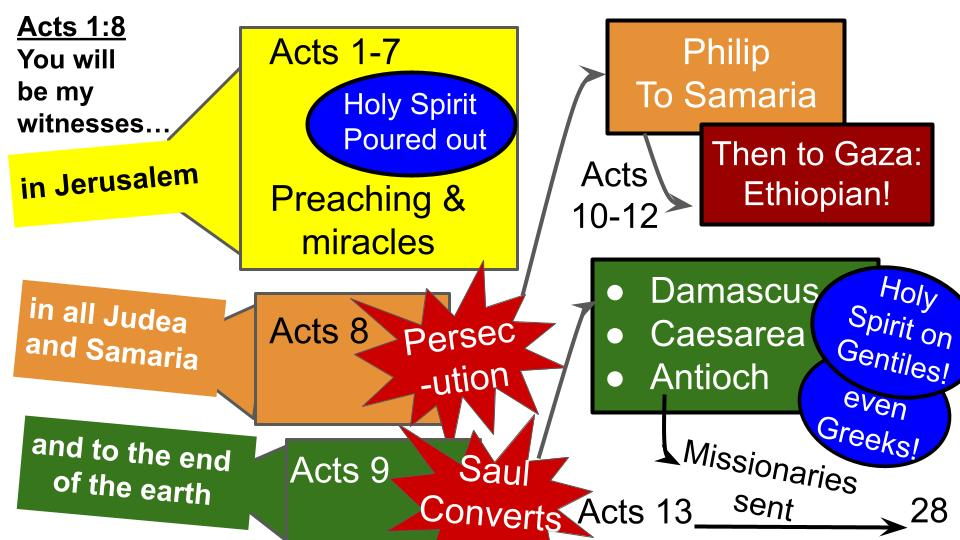 Acts 1:8
You will
be my
witnesses…
in Jerusalem
Acts 1-7
Holy Spirit
Poured out
Preaching &
miracles
in all Judea
and Samaria
Acts 8
Persec
-ution
and to the end
of the earth
Acts 9
Saul
Converts
Philip
To Samaria
Then to Gaza:
Ethiopian!
Acts
10-12
● Damascus
● Caesarea
● Antioch
Holy
Spirit on
Gentiles!
even
Greeks!
Missionaries
sent
Acts 13
28